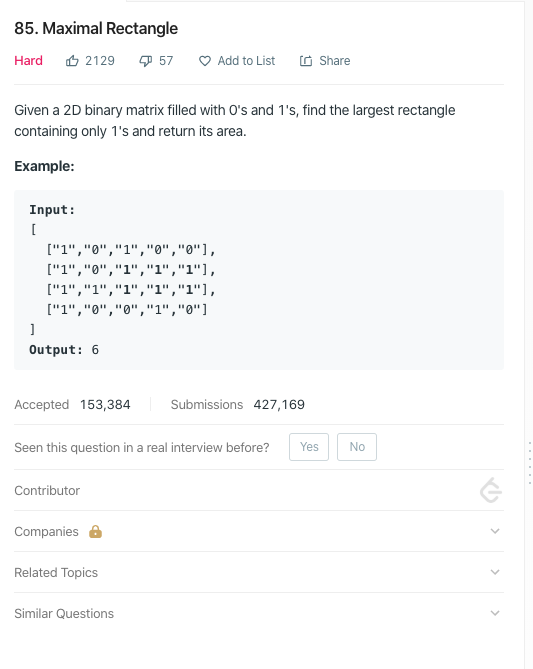 85. Maximal Rectangle
Hard 2129 57 Add to List Share
Given a 2D binary matrix filled with 0's and 1's, find the largest rectangle
containing only 1's and return its area.
Example:
Input:
[
["1","0","1","0","0"],
["1","0","1","1","1"],
["1","1","1","1","1"],
["1","0","0","1","0"]
]
Output: 6
Accepted 153,384 Submissions 427,169
Seen this question in a real interview before? Yes No
Contributor
Companies
Related Topics
Similar Questions